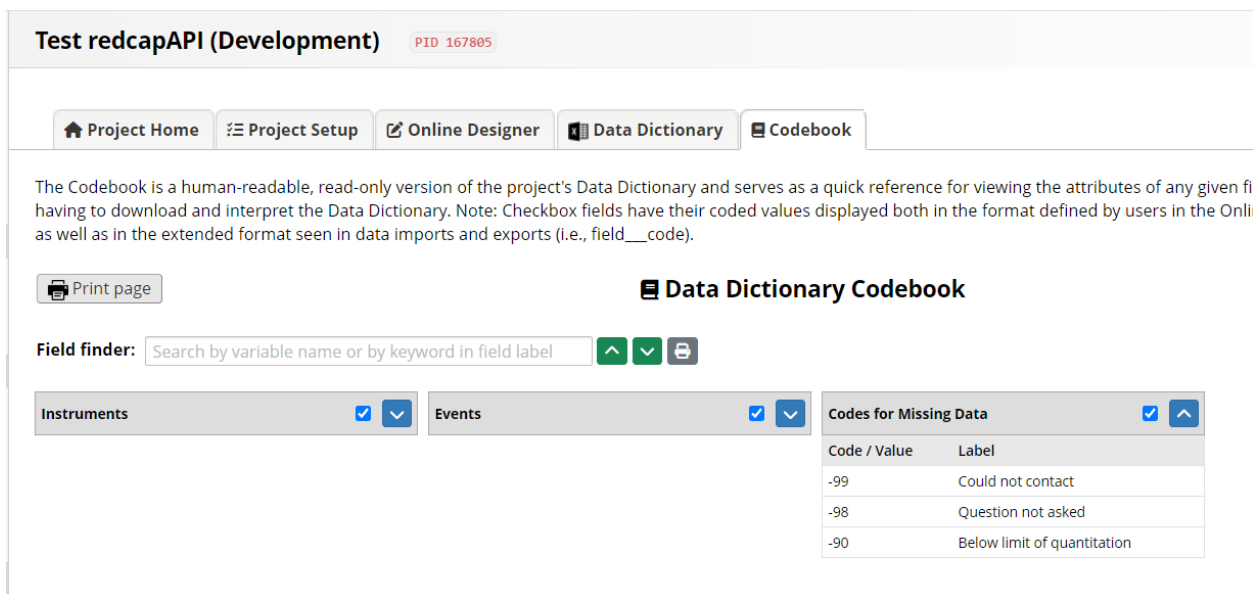 Test redcapAPI (Development) PID 167805
Project Home Project Setup Online Designer Data Dictionary Codebook
The Codebook is a human-readable, read-only version of the project's Data Dictionary and serves as a quick reference for viewing the attributes of any given
having to download and interpret the Data Dictionary. Note: Checkbox fields have their coded values displayed both in the format defined by users in the
as well as in the extended format seen in data imports and exports (i.e., field___code).
Print page Data Dictionary Codebook
Field finder: Search by variable name or by keyword in field label
Instruments Events Codes for Missing Data
Code / Value Label
-99 Could not contact
-98 Question not asked
-90 Below limit of quantitation